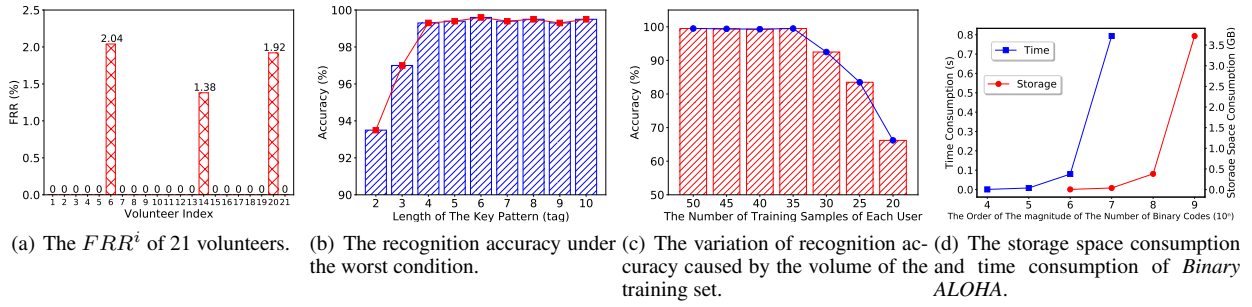 2.5
2.0
1.5
1.0
0.5
0.0
FRR (%)
2.04
1.38
1.92
0 0 0 0 0 0 0 0 0 0 0 0 0 0 0 0 0 0
1 2 3 4 5 6 7 8 9 10 11 12 13 14 15 16 17 18 19 20 21
Volunteer Index
(a) The FRR^i of 21 volunteers.
100
98
96
94
92
90
Accuracy (%)
2 3 4 5 6 7 8 9 10
Length of The Key Pattern (tag)
(b) The recognition accuracy under
the worst condition.
100
90
80
70
60
50
Accuracy (%)
50 45 40 35 30 25 20
The Number of Training Samples of Each User
(c) The variation of recognition ac-
curacy caused by the volume of the
training set.
0.8
0.7
0.6
0.5
0.4
0.3
0.2
0.1
0.0
Time Consumption (s)
Time
Storage
3.5
3.0
2.5
2.0
1.5
1.0
0.5
0.0
Storage Space Consumption (GB)
4 5 6 7 8 9
The Order of The magnitude of The Number of Binary Codes (10ⁿ)
(d) The storage space consumption
and time consumption of Binary
ALOHA.